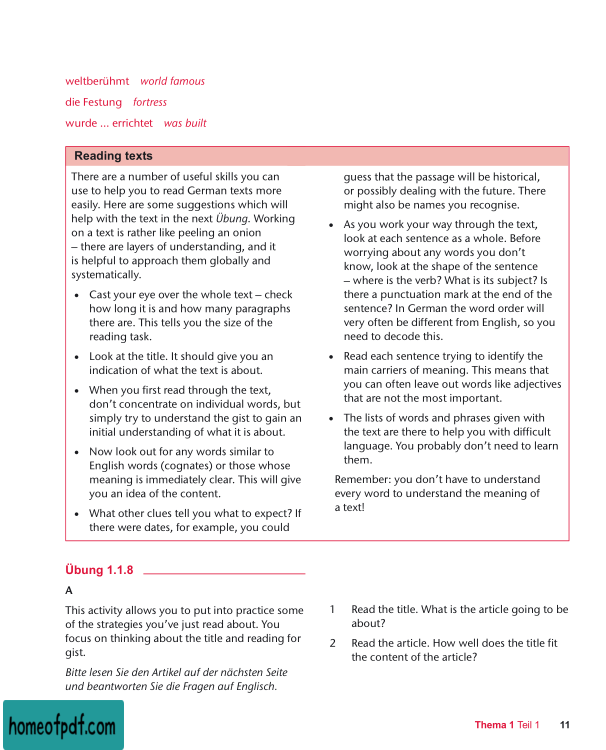 weltberühmt world famous
die Festung fortress
wurde ... errichtet was built
Reading texts
There are a number of useful skills you can
use to help you to read German texts more
easily. Here are some suggestions which will
help with the text in the next Übung. Working
on a text is rather like peeling an onion
– there are layers of understanding, and it
is helpful to approach them globally and
systematically.
• Cast your eye over the whole text – check
how long it is and how many paragraphs
there are. This tells you the size of the
reading task.
• Look at the title. It should give you an
indication of what the text is about.
• When you first read through the text,
don’t concentrate on individual words, but
simply try to understand the gist to gain an
initial understanding of what it is about.
• Now look out for any words similar to
English words (cognates) or those whose
meaning is immediately clear. This will give
you an idea of the content.
• What other clues tell you what to expect? If
there were dates, for example, you could
guess that the passage will be historical,
or possibly dealing with the future. There
might also be names you recognise.
• As you work your way through the text,
look at each sentence as a whole. Before
worrying about any words you don’t
know, look at the shape of the sentence
– where is the verb? What is its subject? Is
there a punctuation mark at the end of the
sentence? In German the word order will
very often be different from English, so you
need to decode this.
• Read each sentence trying to identify the
main carriers of meaning. This means that
you can often leave out words like adjectives
that are not the most important.
• The lists of words and phrases given with
the text are there to help you with difficult
language. You probably don’t need to learn
them.
Remember: you don’t have to understand
every word to understand the meaning of
a text!
Übung 1.1.8
A
This activity allows you to put into practice some
of the strategies you’ve just read about. You
focus on thinking about the title and reading for
gist.
Bitte lesen Sie den Artikel auf der nächsten Seite
und beantworten Sie die Fragen auf Englisch.
1 Read the title. What is the article going to be
about?
2 Read the article. How well does the title fit
the content of the article?
Thema 1 Teil 1 11
homeofpdf.com